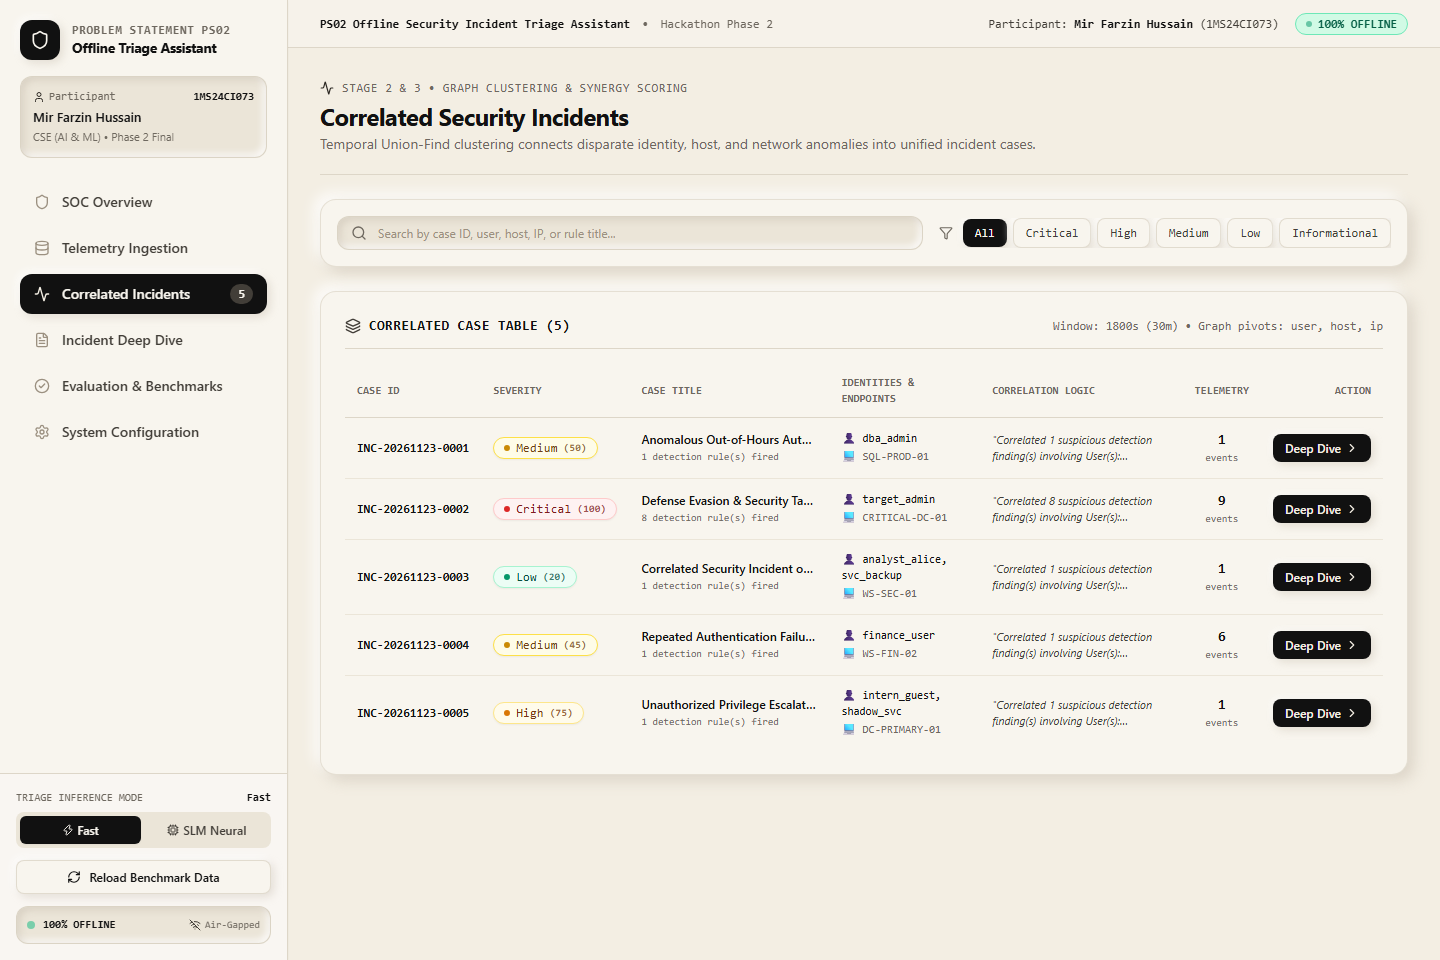 PROBLEM STATEMENT PS02
Offline Triage Assistant
Participant 1MS24CI073
Mir Farzin Hussain
CSE (AI & ML) • Phase 2 Final
SOC Overview
Telemetry Ingestion
Correlated Incidents 5
Incident Deep Dive
Evaluation & Benchmarks
System Configuration
TRIAGE INFERENCE MODE Fast
Fast SLM Neural
Reload Benchmark Data
100% OFFLINE Air-Gapped
PS02 Offline Security Incident Triage Assistant • Hackathon Phase 2 Participant: Mir Farzin Hussain (1MS24CI073) 100% OFFLINE
STAGE 2 & 3 • GRAPH CLUSTERING & SYNERGY SCORING
Correlated Security Incidents
Temporal Union-Find clustering connects disparate identity, host, and network anomalies into unified incident cases.
Search by case ID, user, host, IP, or rule title... All Critical High Medium Low Informational
CORRELATED CASE TABLE (5) Window: 1800s (30m) • Graph pivots: user, host, ip
CASE ID SEVERITY CASE TITLE IDENTITIES & ENDPOINTS CORRELATION LOGIC TELEMETRY ACTION
INC-20261123-0001 Medium (50) Anomalous Out-of-Hours Aut... dba_admin "Correlated 1 suspicious detection 1 Deep Dive
1 detection rule(s) fired SQL-PROD-01 finding(s) involving User(s):... events
INC-20261123-0002 Critical (100) Defense Evasion & Security Ta... target_admin "Correlated 8 suspicious detection 9 Deep Dive
8 detection rule(s) fired CRITICAL-DC-01 finding(s) involving User(s):... events
INC-20261123-0003 Low (20) Correlated Security Incident o... analyst_alice, svc_backup "Correlated 1 suspicious detection 1 Deep Dive
1 detection rule(s) fired WS-SEC-01 finding(s) involving User(s):... events
INC-20261123-0004 Medium (45) Repeated Authentication Failu... finance_user "Correlated 1 suspicious detection 6 Deep Dive
1 detection rule(s) fired WS-FIN-02 finding(s) involving User(s):... events
INC-20261123-0005 High (75) Unauthorized Privilege Escalat... intern_guest, shadow_svc "Correlated 1 suspicious detection 1 Deep Dive
1 detection rule(s) fired DC-PRIMARY-01 finding(s) involving User(s):... events